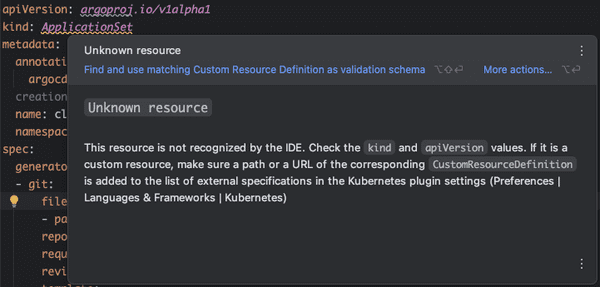 apiVersion: argoproj.io/v1alpha1
kind: ApplicationSet
metadata:
annotati
argocd
creation
name: cl
namespac
spec:
generato
- git:
file
- pa
repo
requ
revi
Unknown resource
Find and use matching Custom Resource Definition as validation schema ⌥⇧⏎ More actions... ⌥⏎
Unknown resource
This resource is not recognized by the IDE. Check the kind and apiVersion values. If it is a
custom resource, make sure a path or a URL of the corresponding CustomResourceDefinition
is added to the list of external specifications in the Kubernetes plugin settings (Preferences |
Languages & Frameworks | Kubernetes)